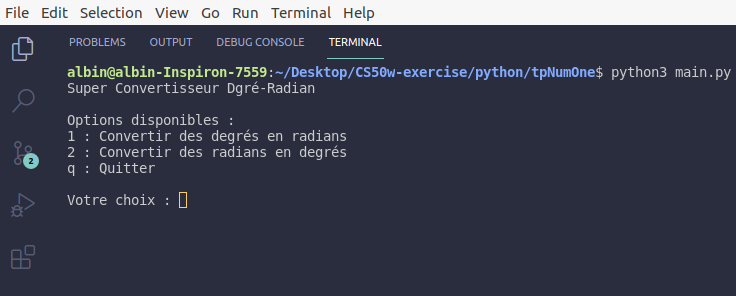 File Edit Selection View Go Run Terminal Help
PROBLEMS OUTPUT DEBUG CONSOLE TERMINAL
albin@albin-Inspiron-7559:~/Desktop/CS50w-exercise/python/tpNumOne$ python3 main.py
Super Convertisseur Dgré-Radian
Options disponibles :
1 : Convertir des degrés en radians
2 : Convertir des radians en degrés
q : Quitter
2
Votre choix :